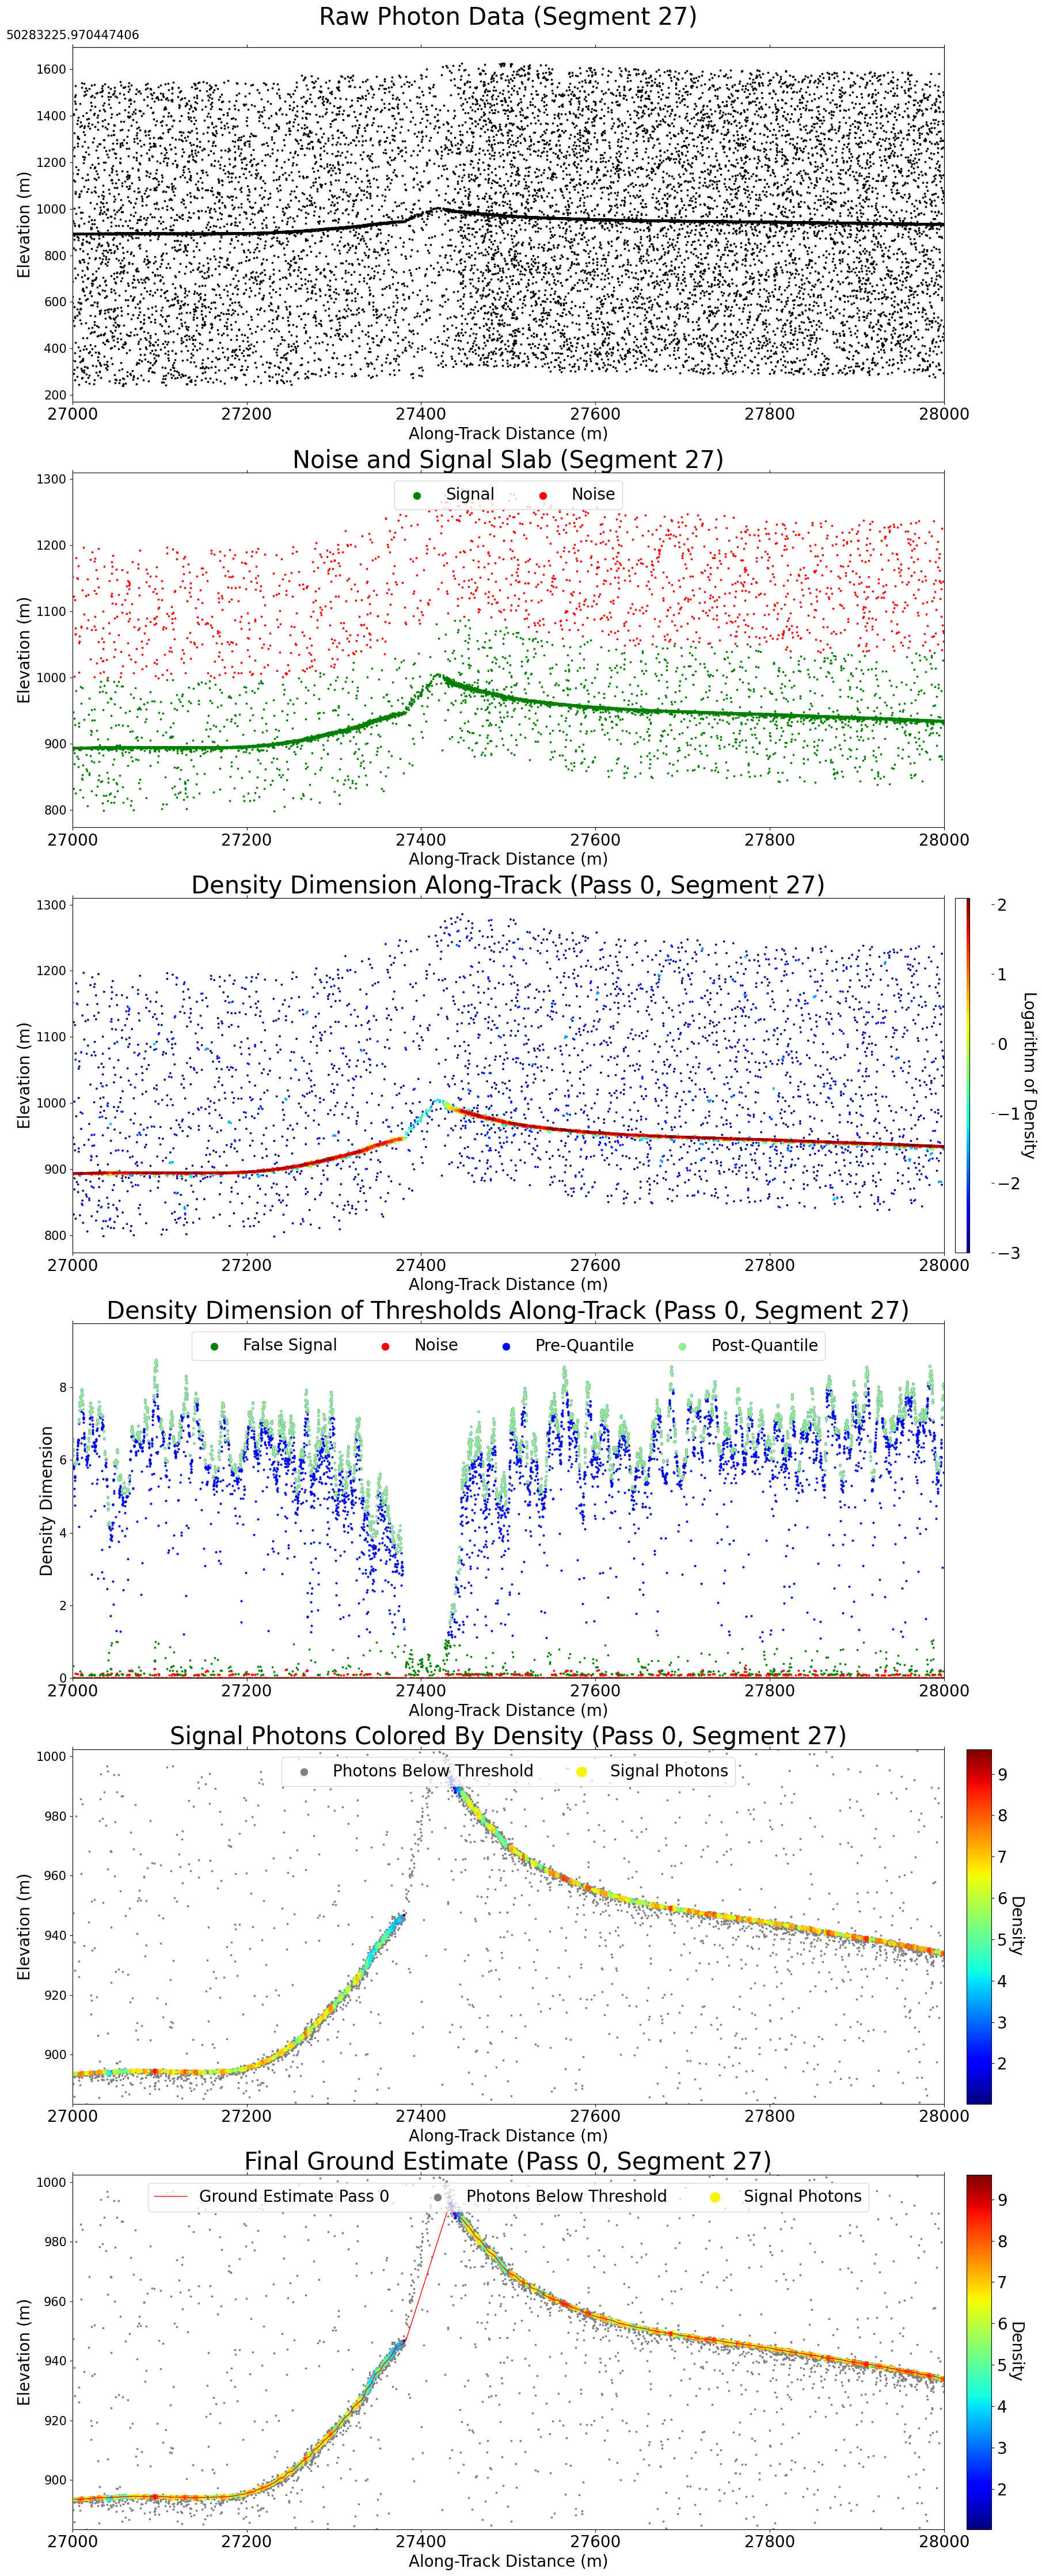 Raw Photon Data (Segment 27)
50283225.970447406
1600
1400
1200
1000
800
600
400
200
Elevation (m)
27000 27200 27400 27600 27800 28000
Along-Track Distance (m)
Noise and Signal Slab (Segment 27)
Signal Noise
1300
1200
1100
1000
900
800
Elevation (m)
27000 27200 27400 27600 27800 28000
Along-Track Distance (m)
Density Dimension Along-Track (Pass 0, Segment 27)
1300
1200
1100
1000
900
800
Elevation (m)
27000 27200 27400 27600 27800 28000
Along-Track Distance (m)
2
1
0
−1
−2
−3
Logarithm of Density
Density Dimension of Thresholds Along-Track (Pass 0, Segment 27)
False Signal Noise Pre-Quantile Post-Quantile
8
6
4
2
0
Density Dimension
27000 27200 27400 27600 27800 28000
Along-Track Distance (m)
Signal Photons Colored By Density (Pass 0, Segment 27)
Photons Below Threshold Signal Photons
1000
980
960
940
920
900
Elevation (m)
27000 27200 27400 27600 27800 28000
Along-Track Distance (m)
9
8
7
6
5
4
3
2
Density
Final Ground Estimate (Pass 0, Segment 27)
Ground Estimate Pass 0 Photons Below Threshold Signal Photons
1000
980
960
940
920
900
Elevation (m)
27000 27200 27400 27600 27800 28000
Along-Track Distance (m)
9
8
7
6
5
4
3
2
Density